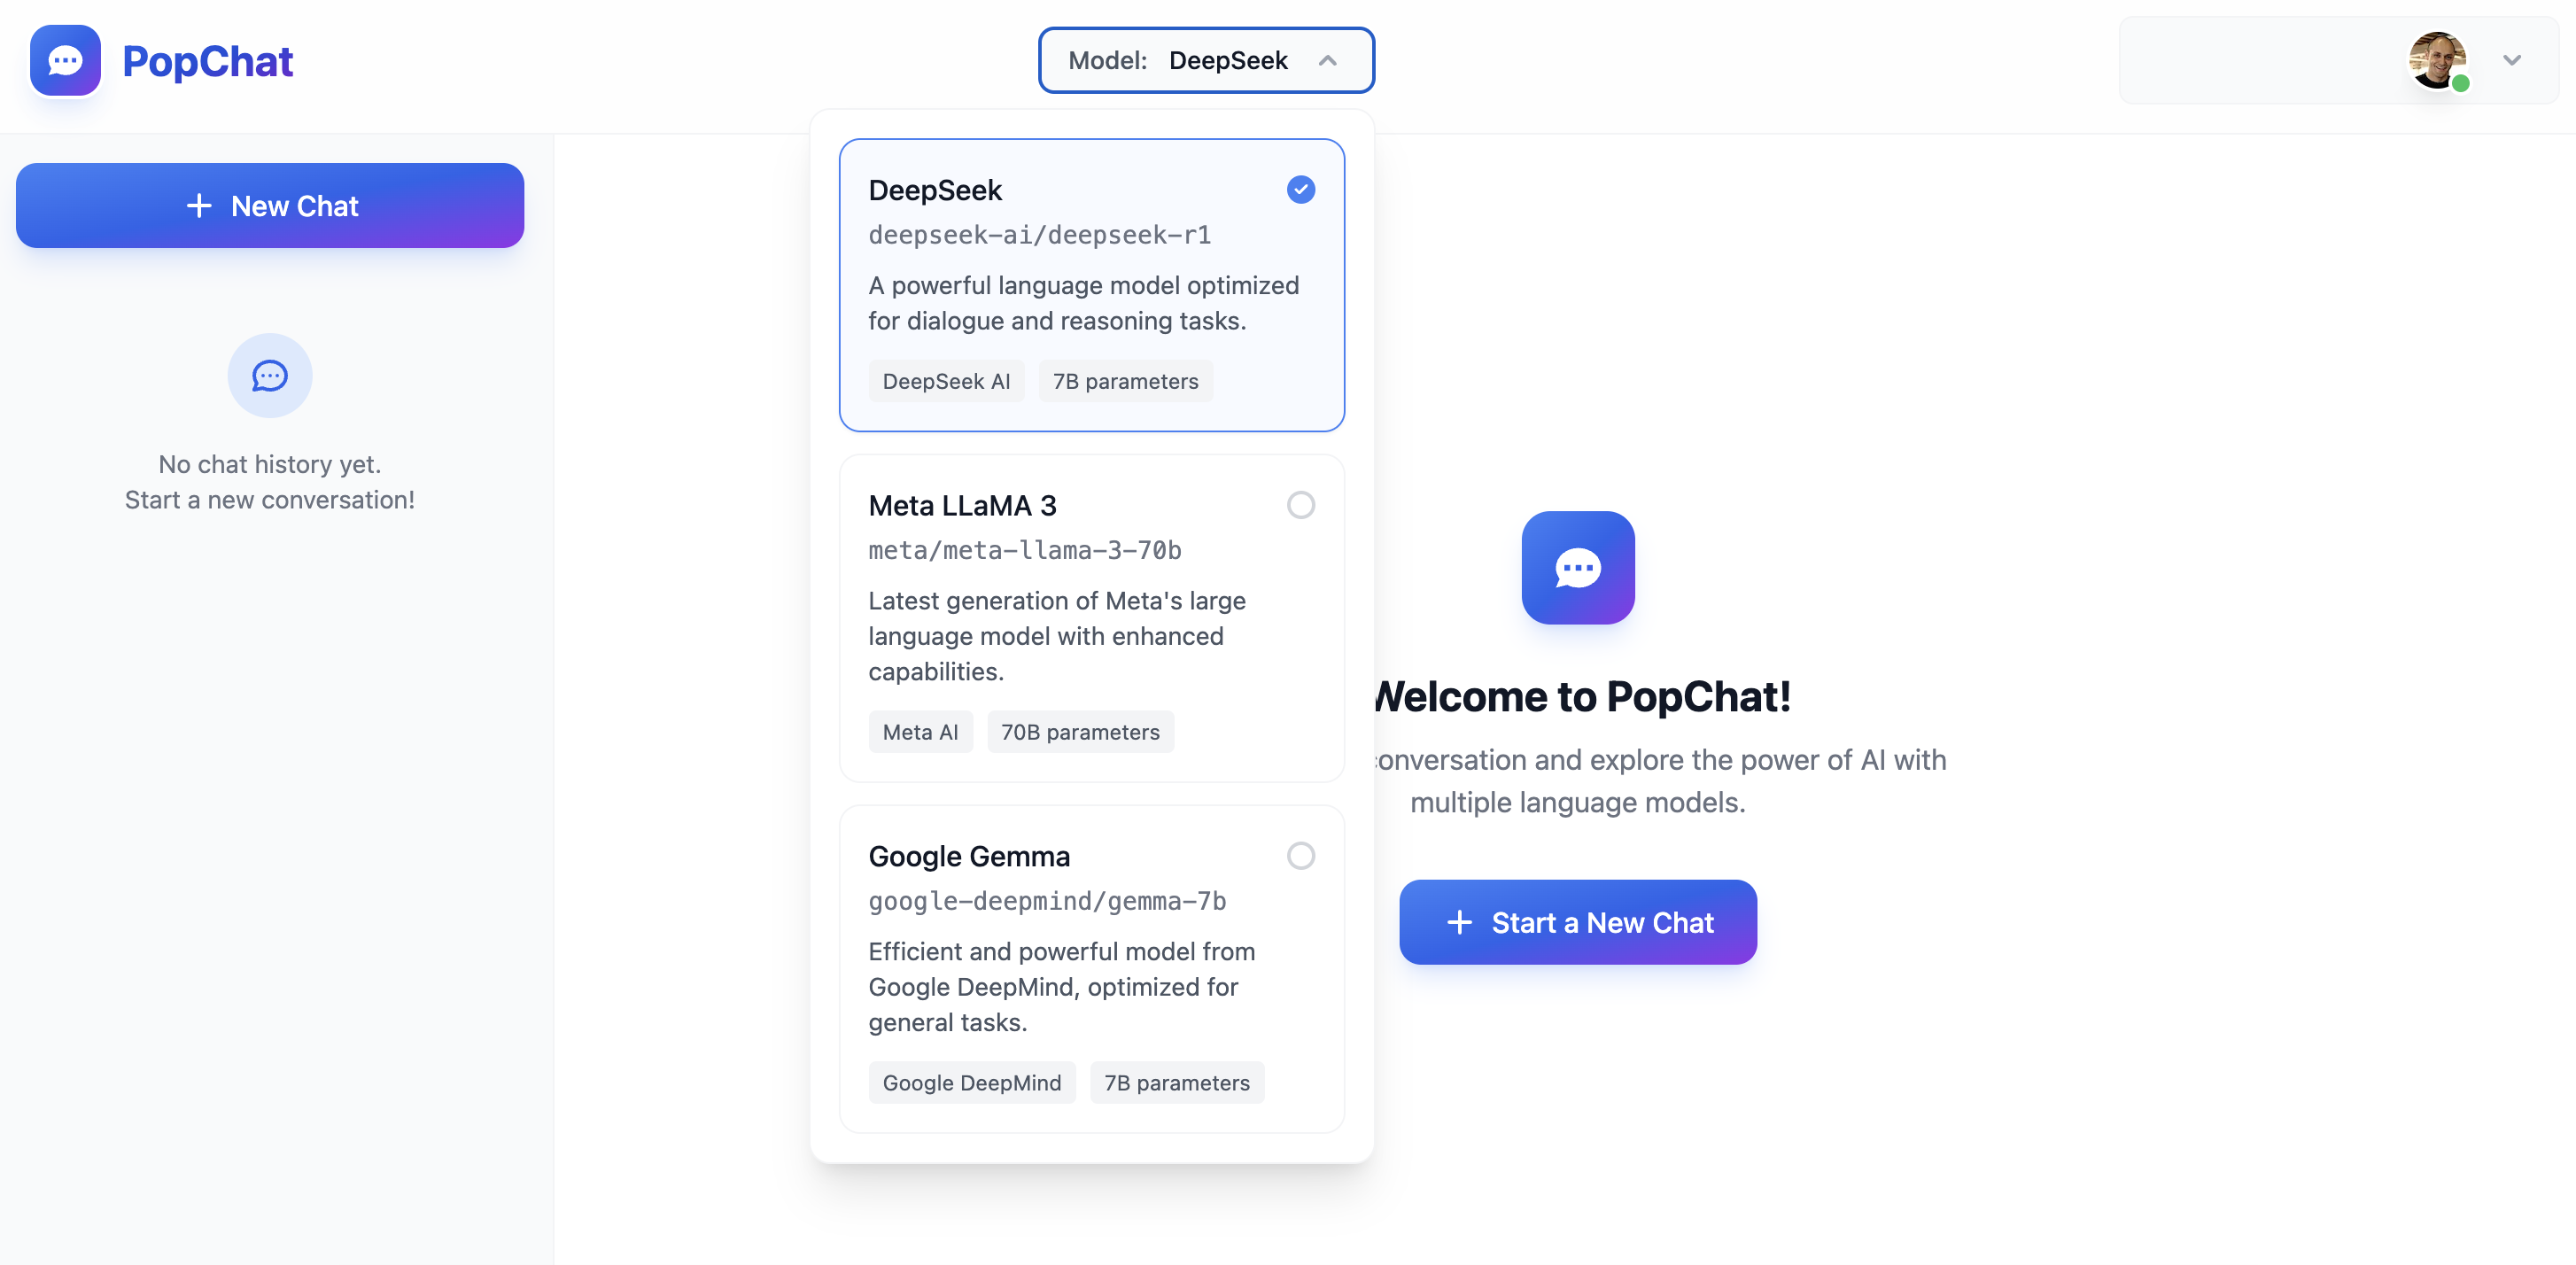 PopChat
Model: DeepSeek
New Chat
No chat history yet.
Start a new conversation!
DeepSeek
deepseek-ai/deepseek-r1
A powerful language model optimized
for dialogue and reasoning tasks.
DeepSeek AI 7B parameters
Meta LLaMA 3
meta/meta-llama-3-70b
Latest generation of Meta's large
language model with enhanced
capabilities.
Meta AI 70B parameters
Google Gemma
google-deepmind/gemma-7b
Efficient and powerful model from
Google DeepMind, optimized for
general tasks.
Google DeepMind 7B parameters
Welcome to PopChat!
conversation and explore the power of AI with
multiple language models.
Start a New Chat